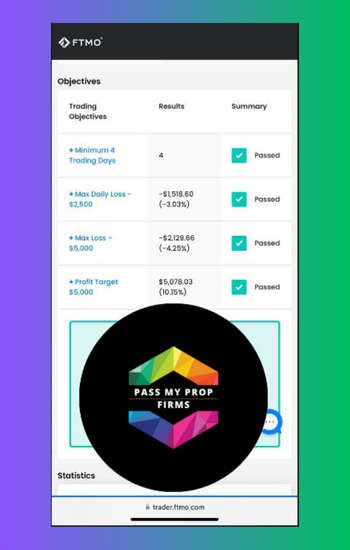 FTMO
Objectives
Trading Objectives Results Summary
+ Minimum 4 Trading Days 4 Passed
+ Max Daily Loss - $2,500 -$1,518.60 (-3.03%) Passed
+ Max Loss - $5,000 -$2,129.66 (-4.25%) Passed
+ Profit Target $5,000 $5,078.03 (10.15%) Passed
PASS MY PROP
FIRMS
Statistics
trader.ftmo.com